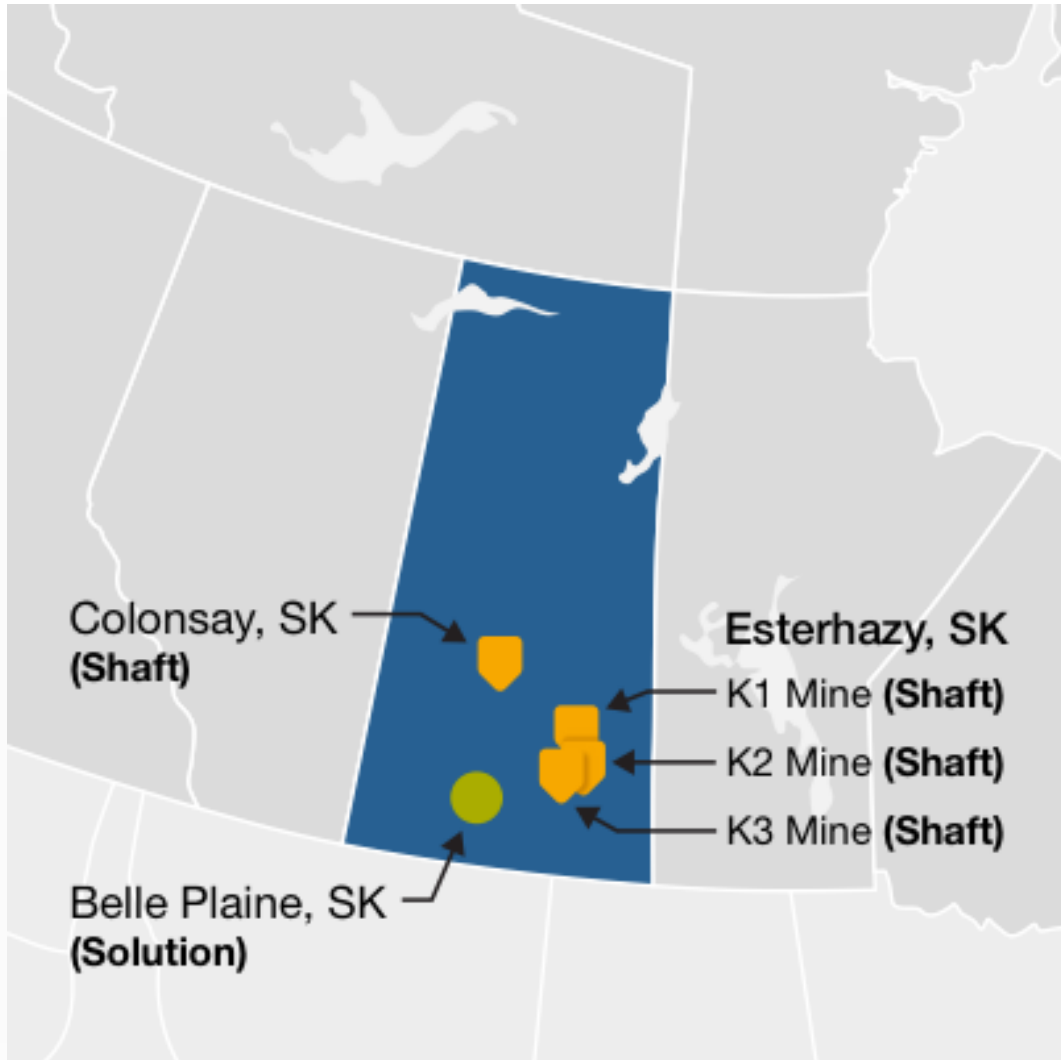 Colonsay, SK
(Shaft)
Esterhazy, SK
K1 Mine (Shaft)
K2 Mine (Shaft)
K3 Mine (Shaft)
Belle Plaine, SK
(Solution)